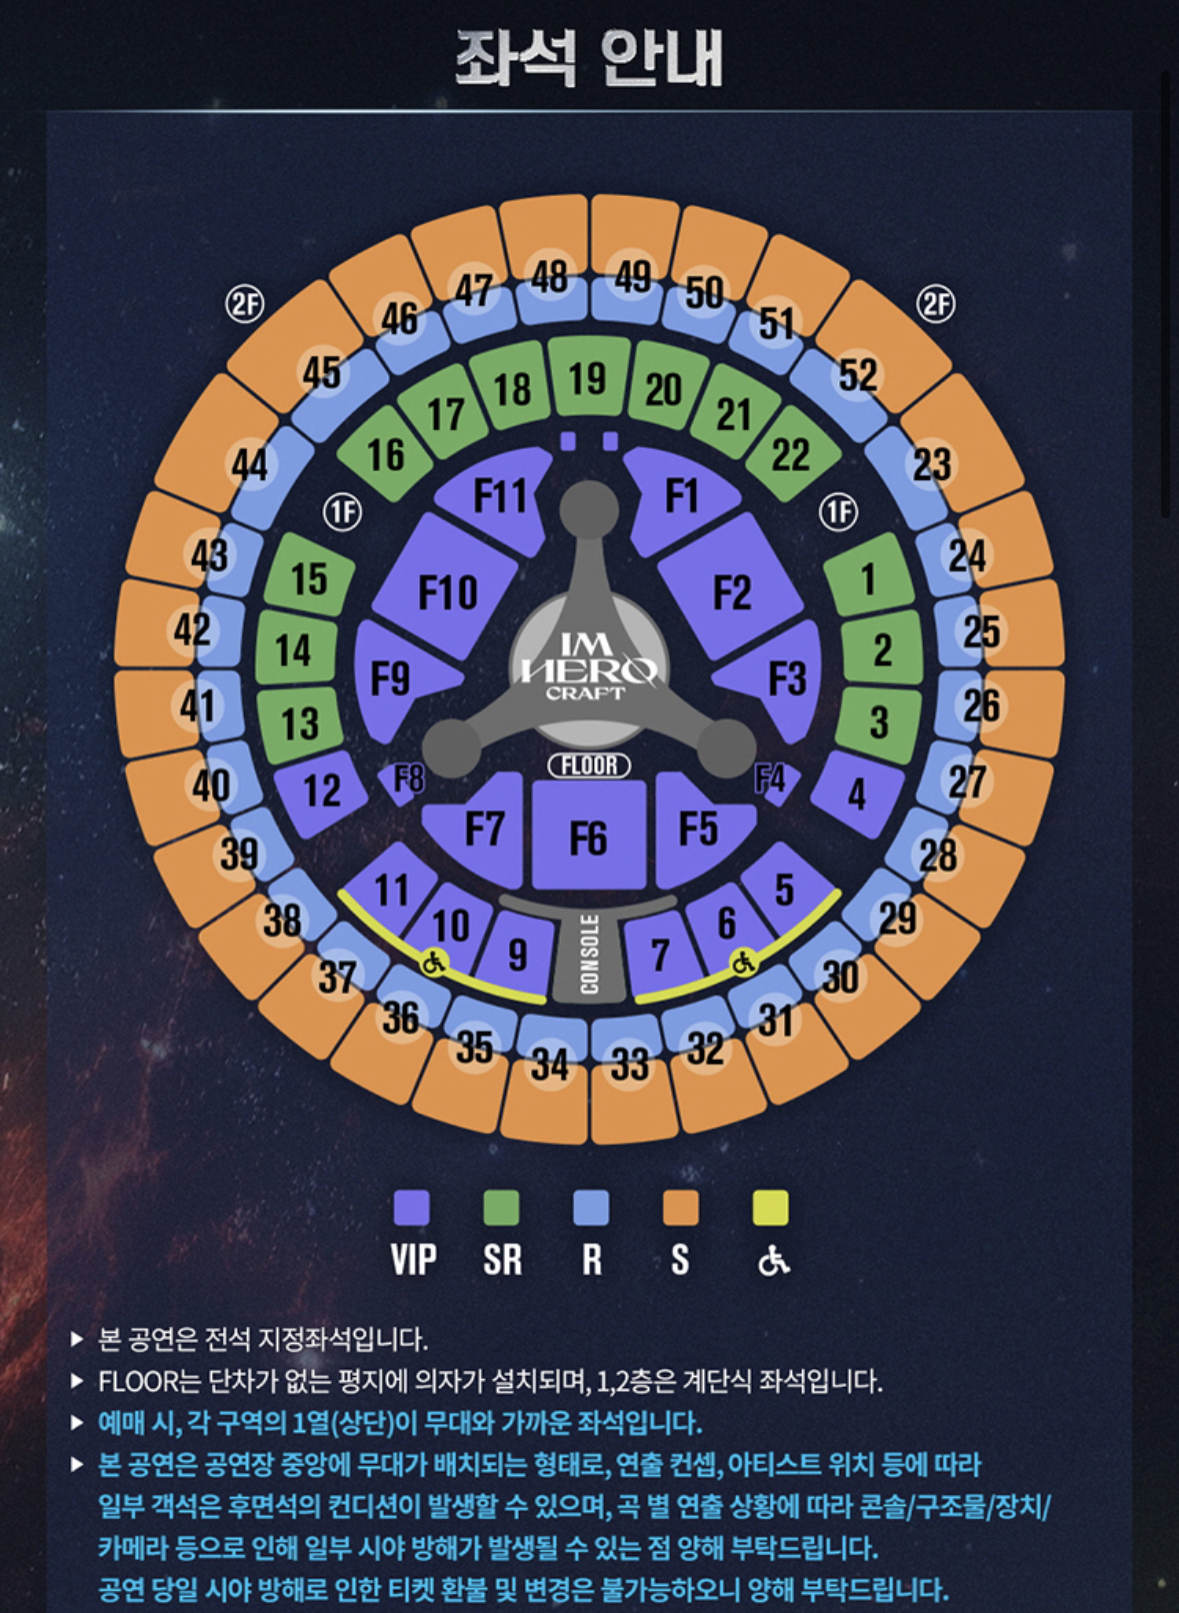 좌석 안내
2F
2F
48
49
47
50
46
51
45
52
19
18
20
17
21
16
22
44
23
F11
F1
1F
1F
43
24
15
1
F10
F2
42
25
14
2
IM
HERO
CRAFT
F9
F3
41
26
13
3
FLOOR
F8
F4
40
27
12
4
F7
F6
F5
39
28
11
5
10
6
38
29
9
CONSOLE
7
37
30
36
31
35
32
34
33
VIP SR R S
▶ 본 공연은 전석 지정좌석입니다.
▶ FLOOR는 단차가 없는 평지에 의자가 설치되며, 1,2층은 계단식 좌석입니다.
▶ 예매 시, 각 구역의 1열(상단)이 무대와 가까운 좌석입니다.
▶ 본 공연은 공연장 중앙에 무대가 배치되는 형태로, 연출 컨셉, 아티스트 위치 등에 따라
일부 객석은 후면석의 컨디션이 발생할 수 있으며, 곡 별 연출 상황에 따라 콘솔/구조물/장치/
카메라 등으로 인해 일부 시야 방해가 발생될 수 있는 점 양해 부탁드립니다.
공연 당일 시야 방해로 인한 티켓 환불 및 변경은 불가능하오니 양해 부탁드립니다.